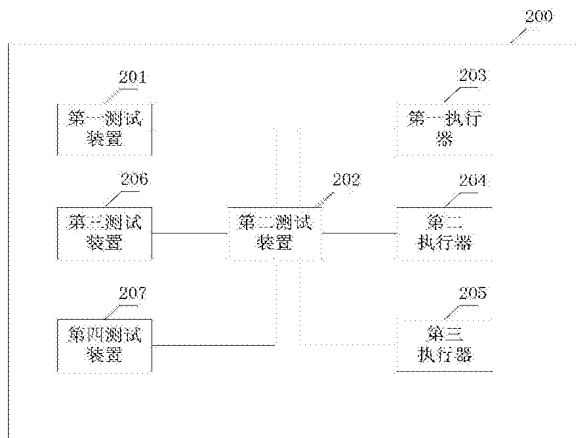 200
201
第一测试
装置
203
第一执行
器
206
第三测试
装置
202
第二测试
装置
204
第二
执行器
207
第四测试
装置
205
第三
执行器